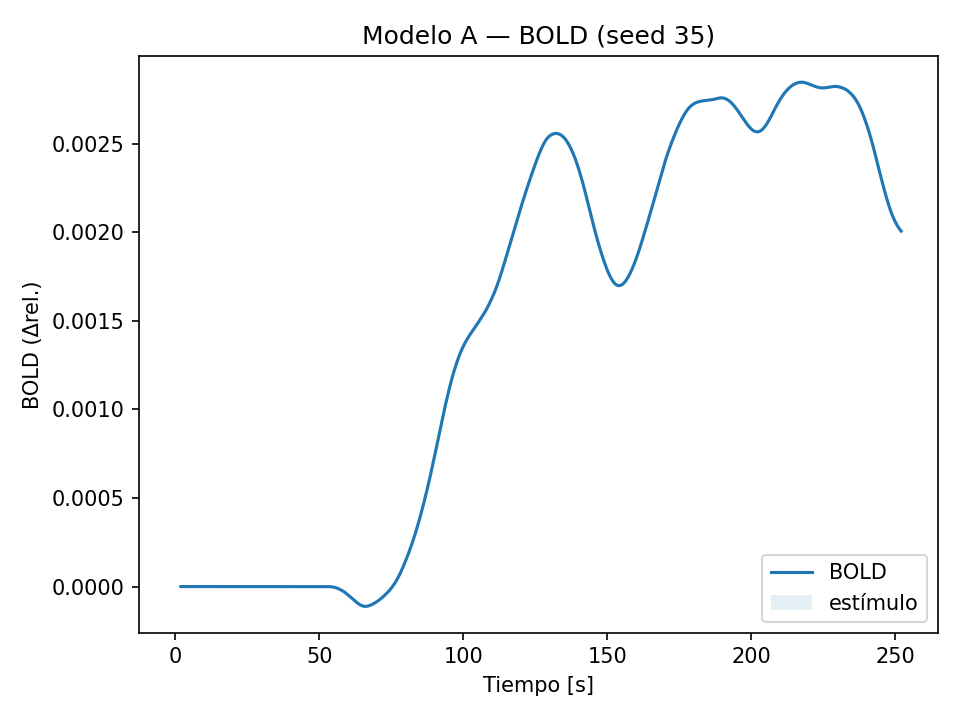 Modelo A — BOLD (seed 35)
BOLD (Δrel.)
0.0025
0.0020
0.0015
0.0010
0.0005
0.0000
BOLD
estímulo
0 50 100 150 200 250
Tiempo [s]